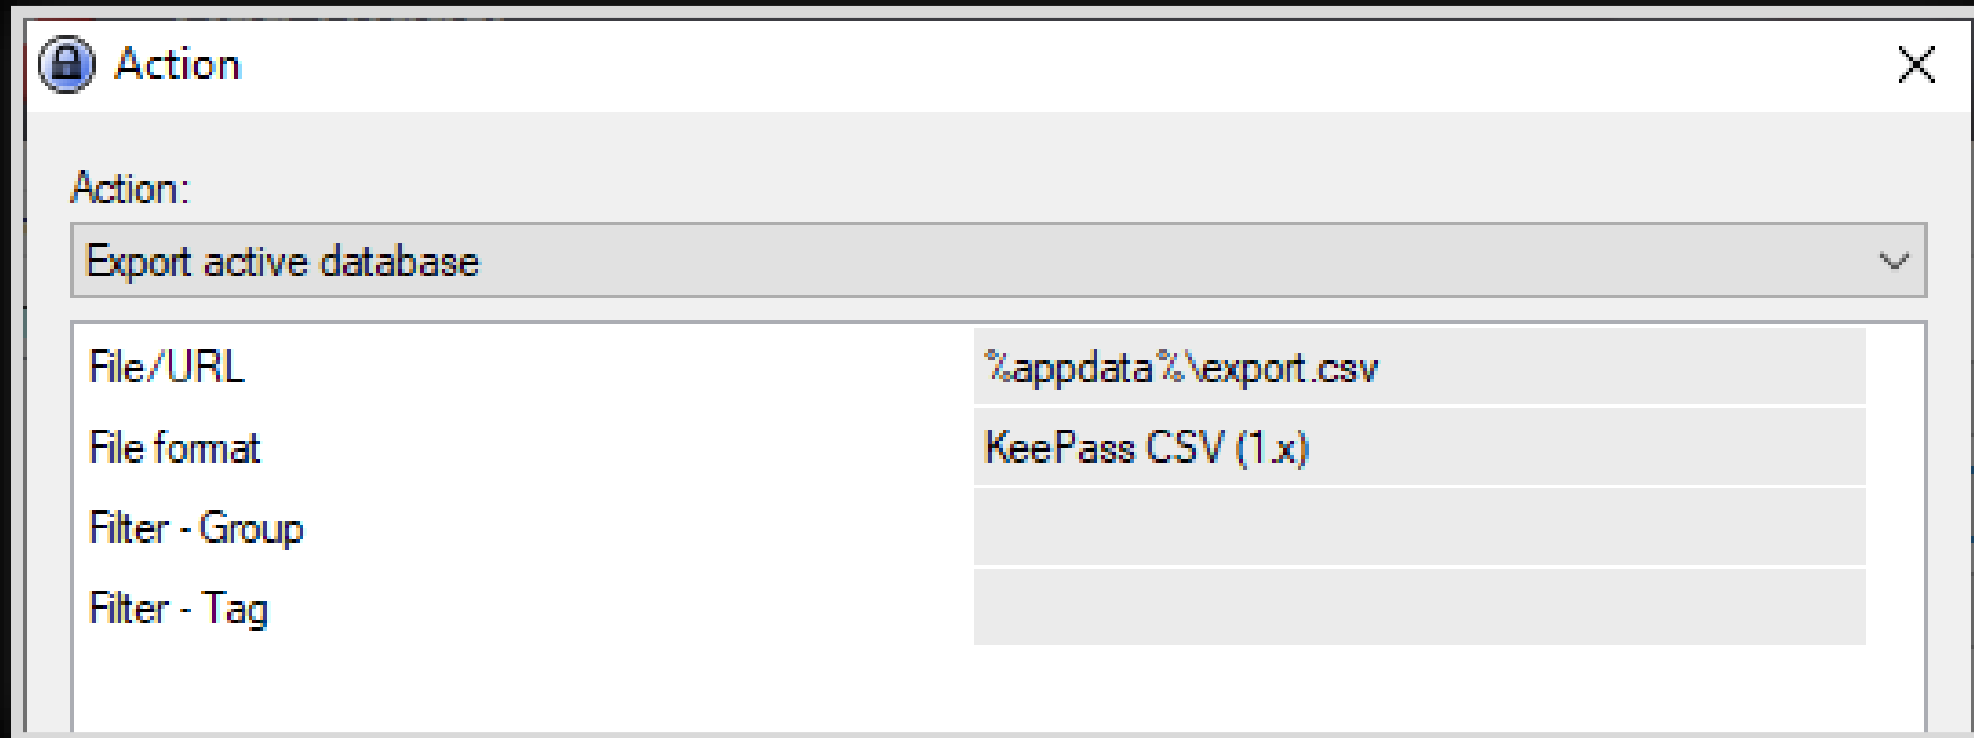 Action
Action:
Export active database
File/URL %appdata%\export.csv
File format KeePass CSV (1.x)
Filter - Group
Filter - Tag